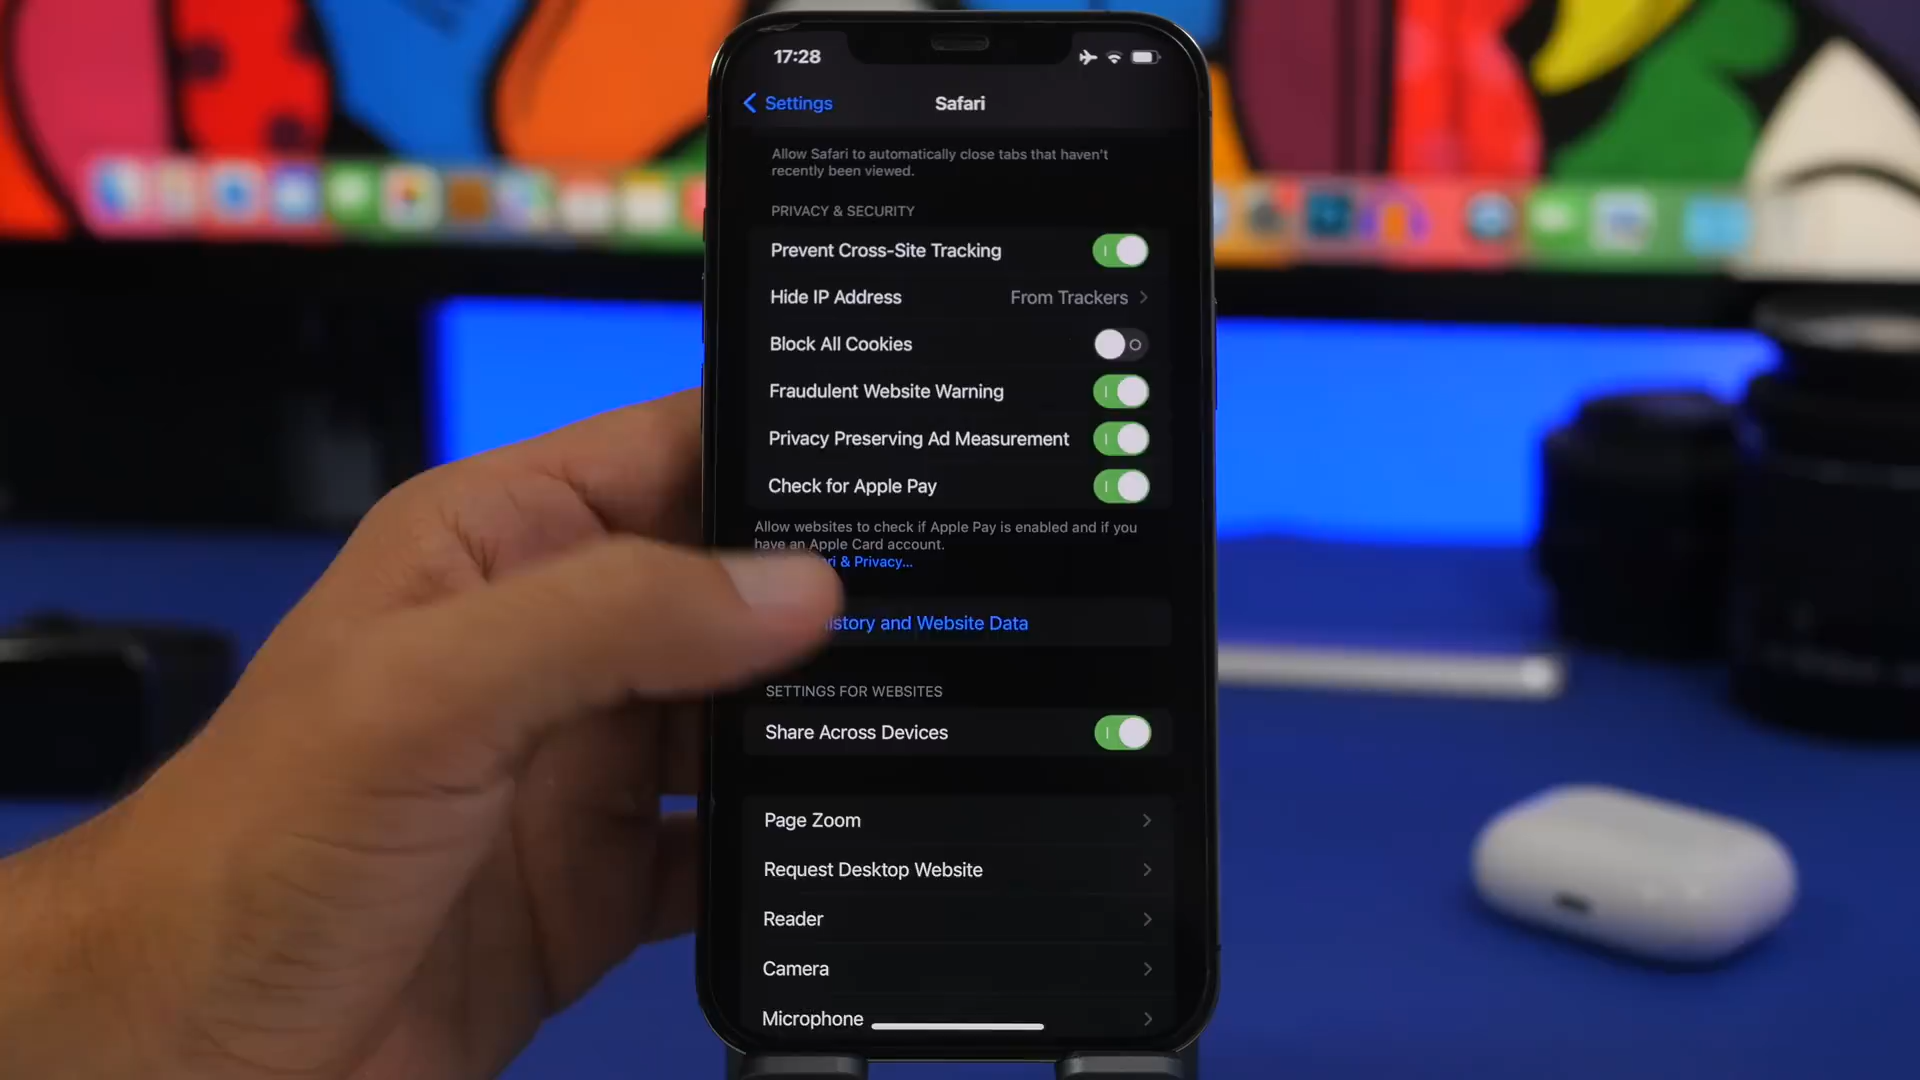 17:28
Settings
Safari
Allow Safari to automatically close tabs that haven't
recently been viewed.
PRIVACY & SECURITY
Prevent Cross-Site Tracking
Hide IP Address From Trackers
Block All Cookies
Fraudulent Website Warning
Privacy Preserving Ad Measurement
Check for Apple Pay
Allow websites to check if Apple Pay is enabled and if you
have an Apple Card account.
& Privacy...
and Website Data
SETTINGS FOR WEBSITES
Share Across Devices
Page Zoom
Request Desktop Website
Reader
Camera
Microphone